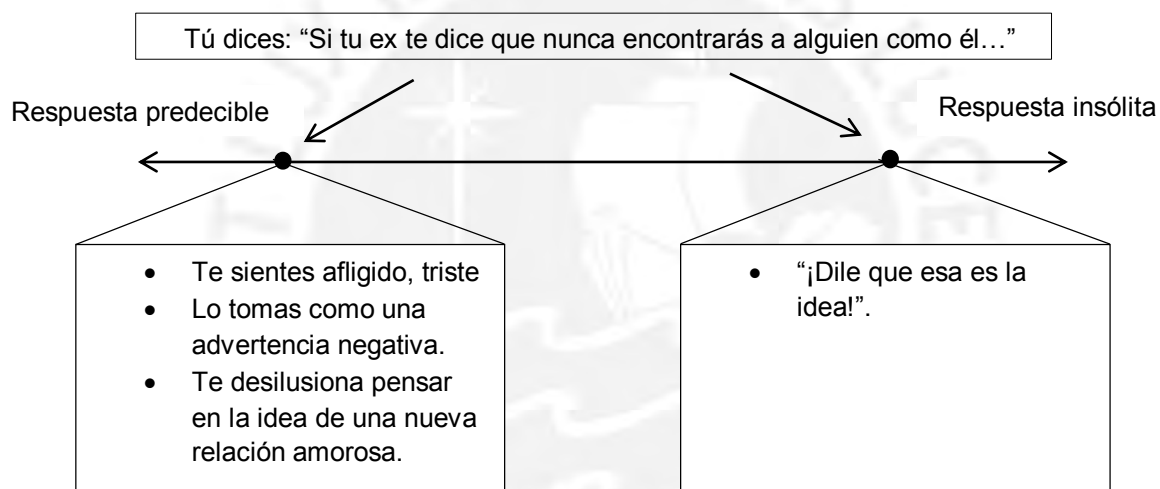 Tú dices: “Si tu ex te dice que nunca encontrarás a alguien como él…”
Respuesta predecible
Respuesta insólita
• Te sientes afligido, triste
• Lo tomas como una
advertencia negativa.
• Te desilusiona pensar
en la idea de una nueva
relación amorosa.
• “¡Dile que esa es la
idea!”.